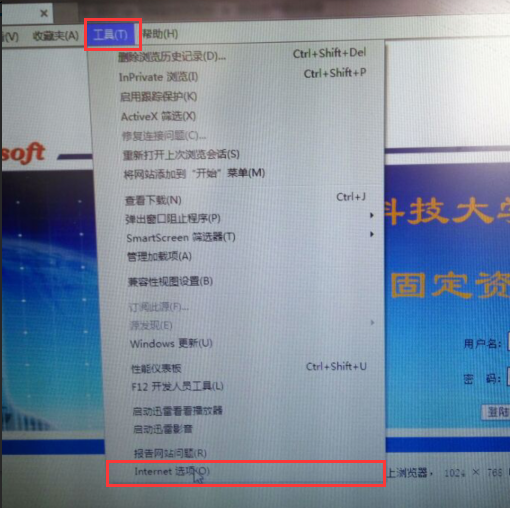 (V) 收藏夹(A) 工具(T) 帮助(H)
删除浏览历史记录(D)... Ctrl+Shift+Del
InPrivate 浏览(I) Ctrl+Shift+P
启用跟踪保护(K)
ActiveX 筛选(X)
修复连接问题(C)...
重新打开上次浏览会话(S)
将网站添加到“开始”菜单(M)
查看下载(N) Ctrl+J
弹出窗口阻止程序(P)
SmartScreen 筛选器(T)
管理加载项(A)
兼容性视图设置(B)
订阅此源(F)...
源发现(E)
Windows 更新(U)
性能仪表板 Ctrl+Shift+U
F12 开发人员工具(L)
启动迅雷看看播放器
启动迅雷影音
报告网站问题(R)
Internet 选项(O)
soft
科技大学
固定资
用户名:
密 码:
登陆
上浏览器, 1024 × 768